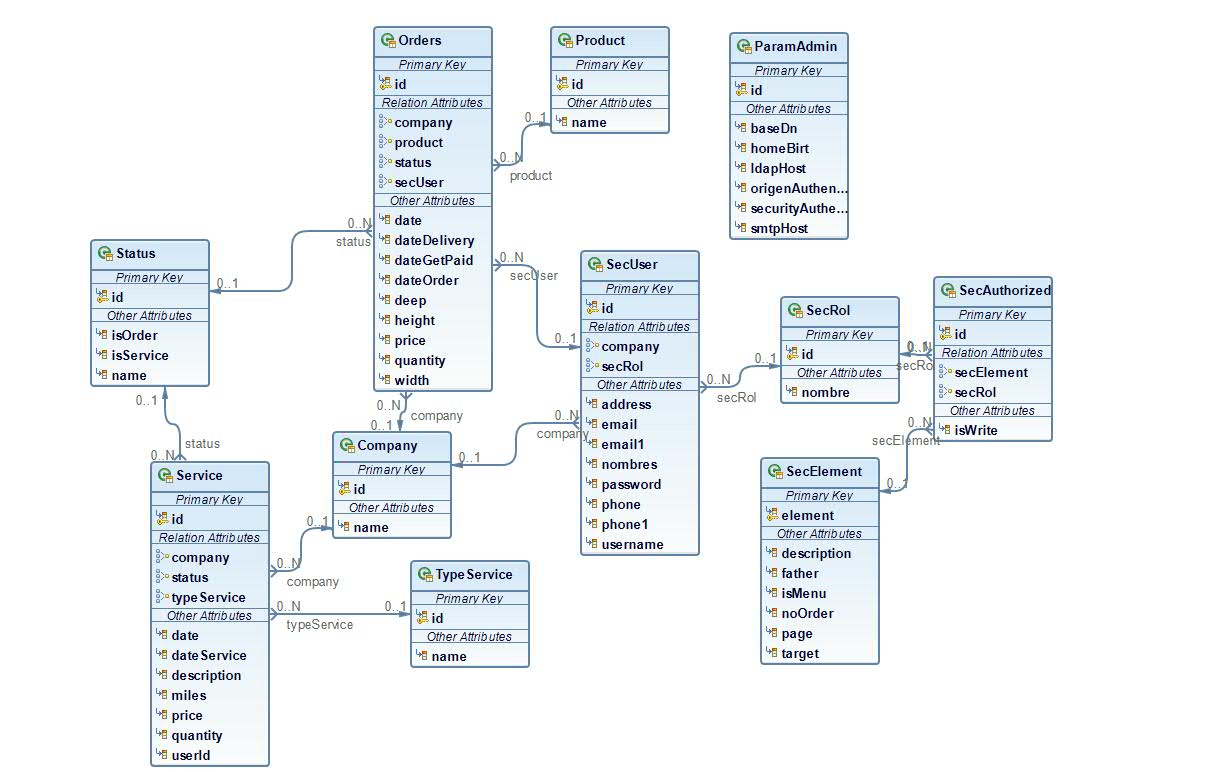 Orders
Primary Key
id
Relation Attributes
company
product
status
secUser
Other Attributes
date
dateDelivery
dateGetPaid
dateOrder
deep
height
price
quantity
width
Product
Primary Key
id
Other Attributes
name
ParamAdmin
Primary Key
id
Other Attributes
baseDn
homeBirt
ldapHost
origenAuthen...
securityAuthe...
smtpHost
0..1
0..N
product
0..N
status
0..1
0..N
secUser
0..1
Status
Primary Key
id
Other Attributes
isOrder
isService
name
SecUser
Primary Key
id
Relation Attributes
company
secRol
Other Attributes
address
email
email1
nombres
password
phone
phone1
username
SecRol
Primary Key
id
Other Attributes
nombre
SecAuthorized
Primary Key
id
Relation Attributes
secElement
secRol
Other Attributes
isWrite
0..1
0..N
secRol
0..N
secRol
0..1
0..N
secElement
0..1
0..1
status
0..N
0..N
company
0..1
0..N
company
0..1
Company
Primary Key
id
Other Attributes
name
Service
Primary Key
id
Relation Attributes
company
status
typeService
Other Attributes
date
dateService
description
miles
price
quantity
userId
0..1
0..N
company
0..N
0..1
typeService
TypeService
Primary Key
id
Other Attributes
name
SecElement
Primary Key
element
Other Attributes
description
father
isMenu
noOrder
page
target